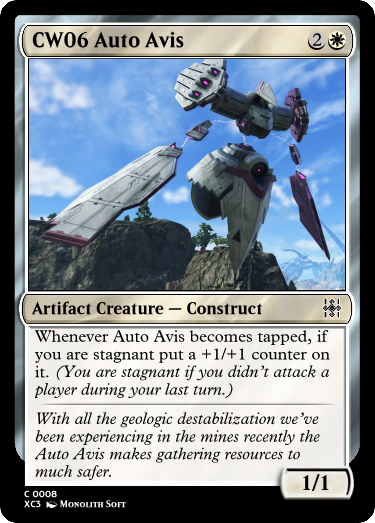 CW06 Auto Avis
2
Artifact Creature — Construct
Whenever Auto Avis becomes tapped, if
you are stagnant put a +1/+1 counter on
it. (You are stagnant if you didn't attack a
player during your last turn.)
With all the geologic destabilization we've
been experiencing in the mines recently the
Auto Avis makes gathering resources to
much safer.
1/1
C 0008
XC3 Monolith Soft